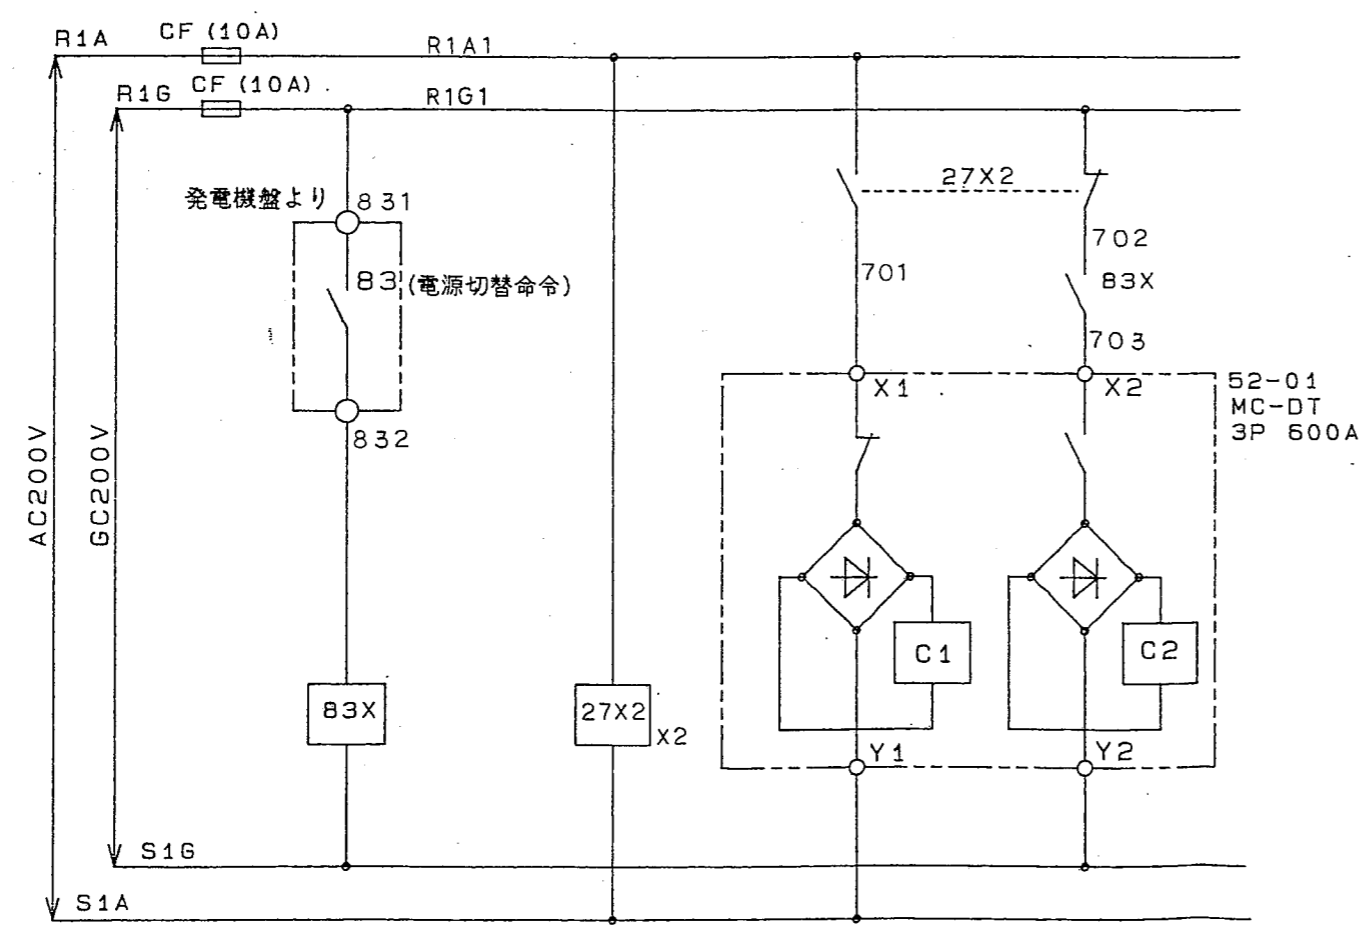 R1A
CF (10A)
R1A1
R1G
CF (10A)
R1G1
発電機盤より
831
83 (電源切替命令)
832
27X2
701
702
83X
703
X1
X2
52-01
MC-DT
3P 600A
AC200V
GC200V
C1
C2
83X
27X2
X2
Y1
Y2
S1G
S1A